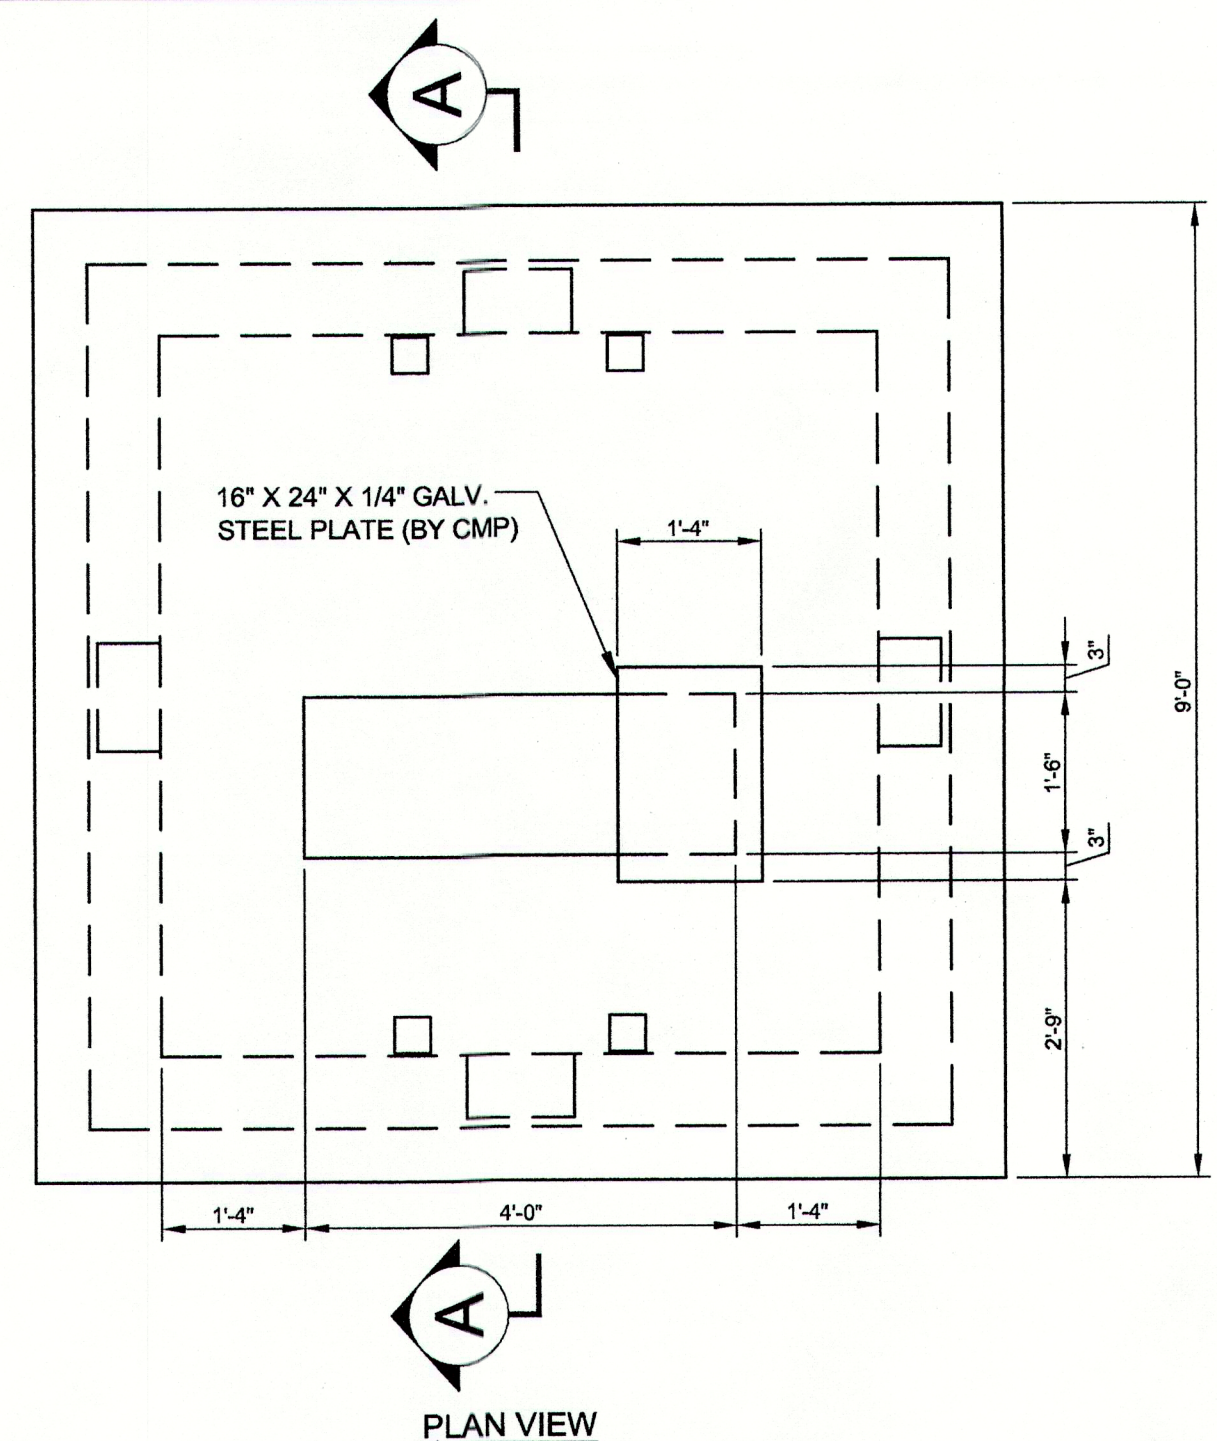 A
16" X 24" X 1/4" GALV.
STEEL PLATE (BY CMP)
1'-4"
3"
9'-0"
1'-6"
3"
2'-9"
1'-4"
4'-0"
1'-4"
A
PLAN VIEW